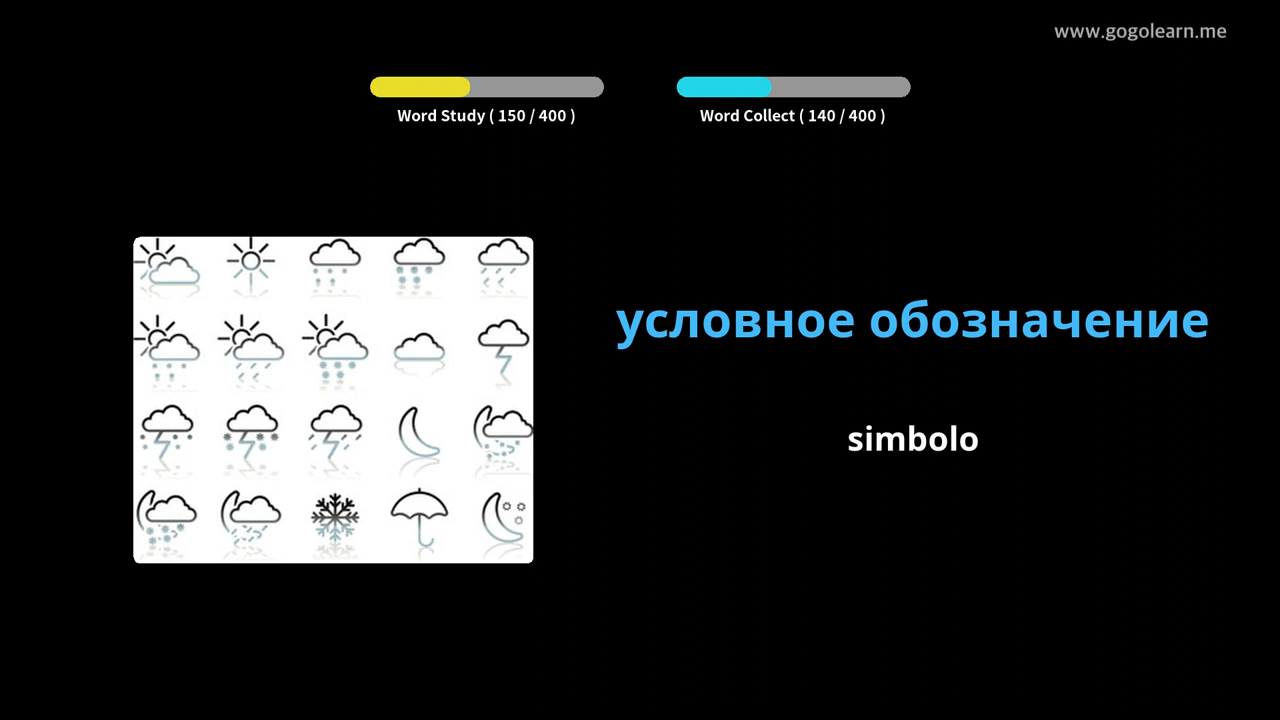 www.gogolearn.me
Word Study ( 150 / 400 )
Word Collect ( 140 / 400 )
условное обозначение
simbolo